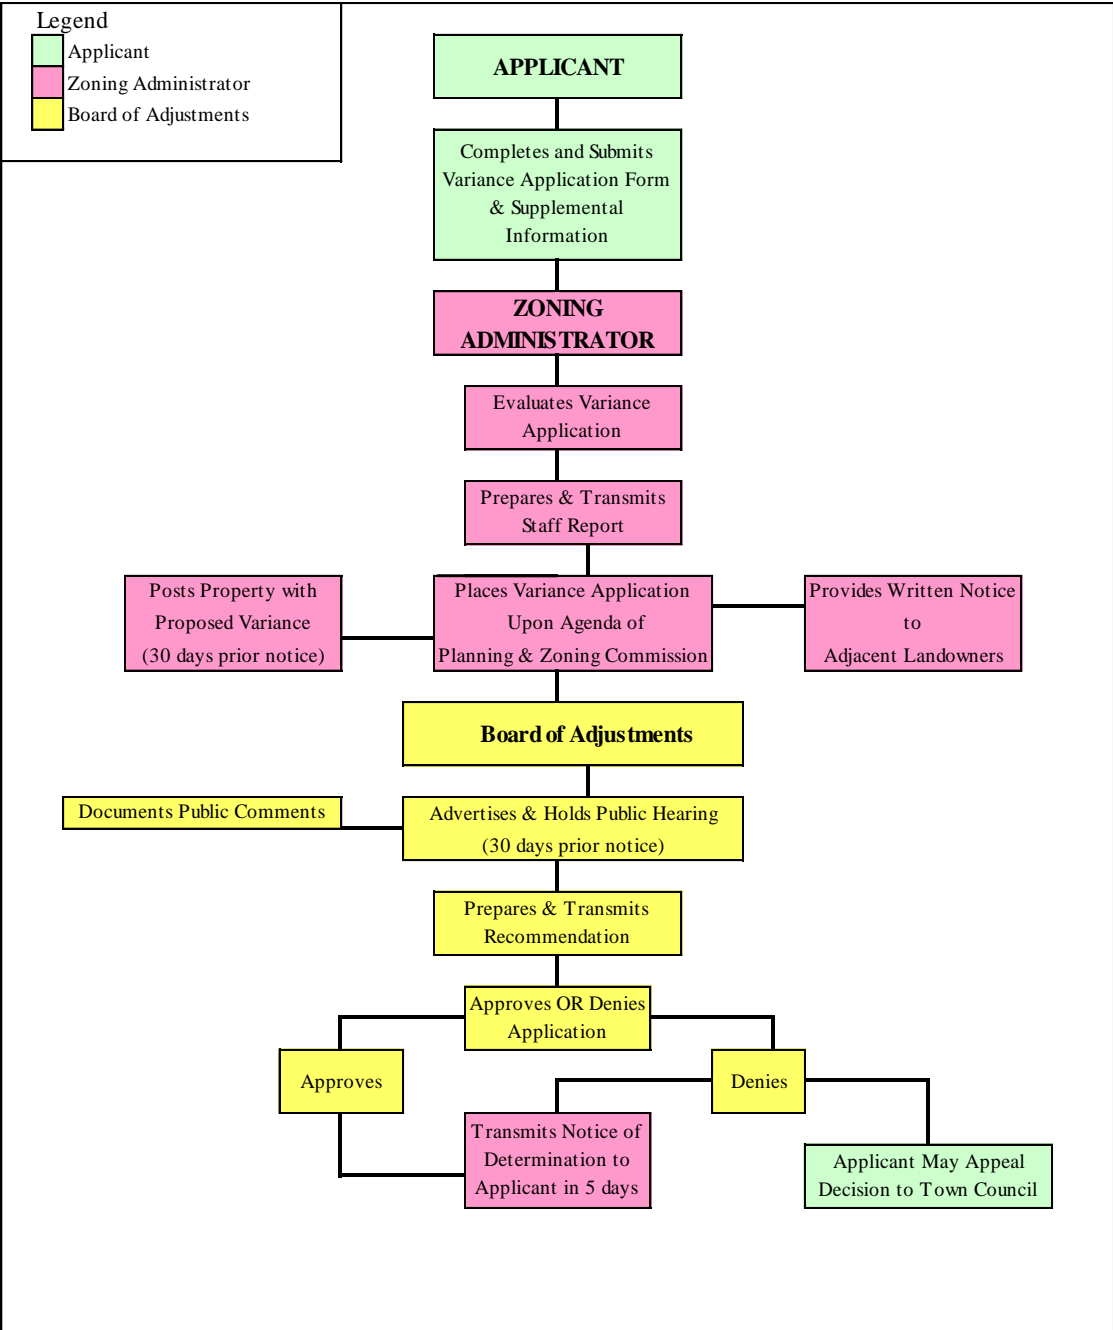 Legend
Applicant
Zoning Administrator
Board of Adjustments
APPLICANT
Completes and Submits
Variance Application Form
& Supplemental
Information
ZONING
ADMINISTRATOR
Evaluates Variance
Application
Prepares & Transmits
Staff Report
Posts Property with
Proposed Variance
(30 days prior notice)
Places Variance Application
Upon Agenda of
Planning & Zoning Commission
Provides Written Notice
to
Adjacent Landowners
Board of Adjustments
Documents Public Comments
Advertises & Holds Public Hearing
(30 days prior notice)
Prepares & Transmits
Recommendation
Approves OR Denies
Application
Approves
Denies
Transmits Notice of
Determination to
Applicant in 5 days
Applicant May Appeal
Decision to Town Council